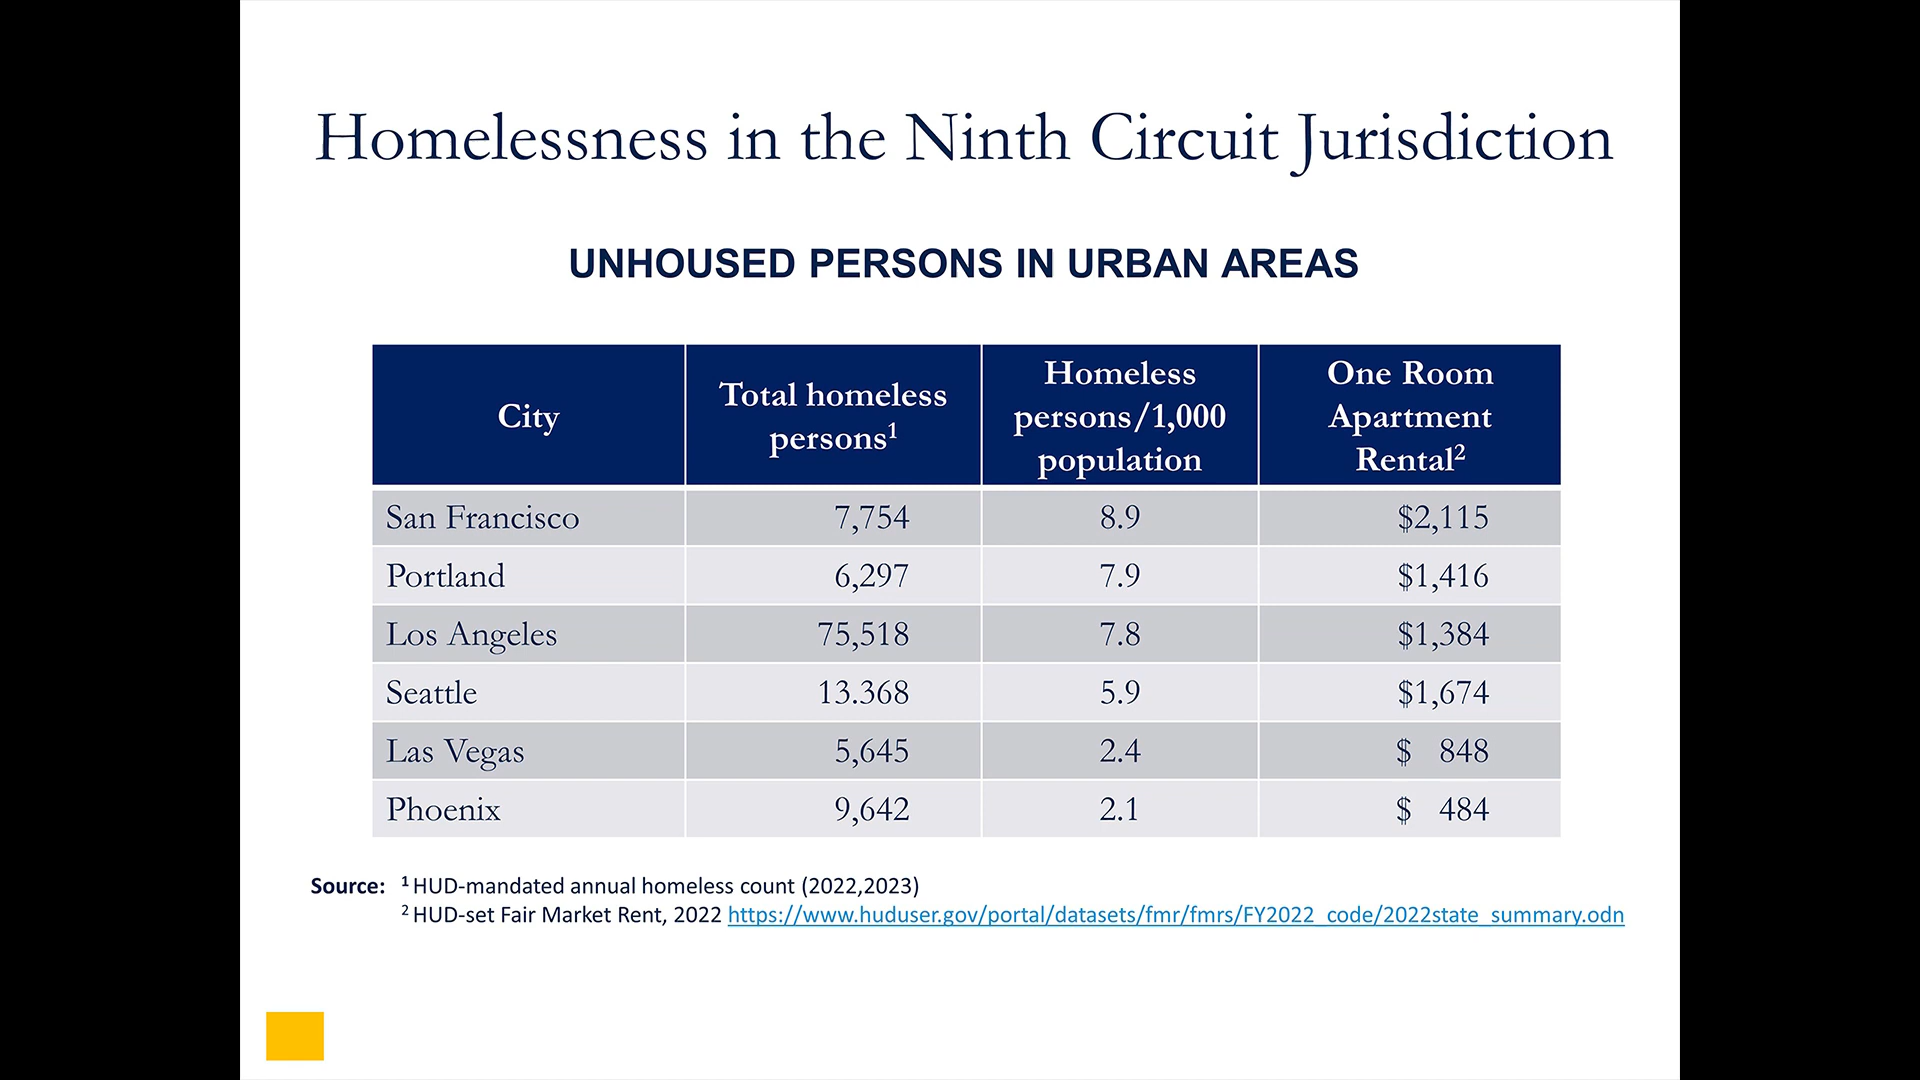 Homelessness in the Ninth Circuit Jurisdiction
UNHOUSED PERSONS IN URBAN AREAS
City
Total homeless
persons¹
Homeless
persons/1,000
population
One Room
Apartment
Rental²
San Francisco 7,754 8.9 $2,115
Portland 6,297 7.9 $1,416
Los Angeles 75,518 7.8 $1,384
Seattle 13.368 5.9 $1,674
Las Vegas 5,645 2.4 $ 848
Phoenix 9,642 2.1 $ 484
Source: ¹ HUD-mandated annual homeless count (2022,2023)
² HUD-set Fair Market Rent, 2022 https://www.huduser.gov/portal/datasets/fmr/fmrs/FY2022_code/2022state_summary.odn